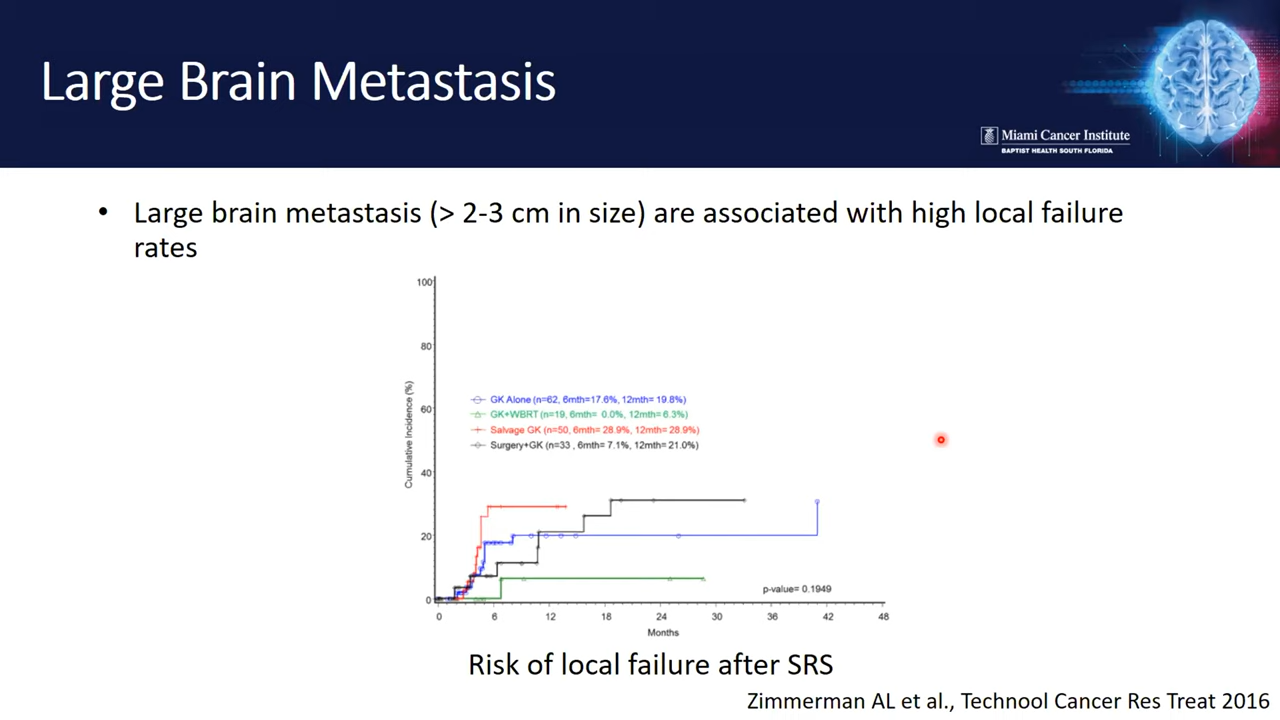 Large Brain Metastasis
Miami Cancer Institute
BAPTIST HEALTH SOUTH FLORIDA
• Large brain metastasis (> 2-3 cm in size) are associated with high local failure
rates
100
80
60
40
20
0
Cumulative Incidence (%)
GK Alone (n=62, 6mth=17.6%, 12mth= 19.8%)
GK+WBRT (n=19, 6mth= 0.0%, 12mth= 6.3%)
Salvage GK (n=50, 6mth= 28.9%, 12mth= 28.9%)
Surgery+GK (n=33 , 6mth= 7.1%, 12mth= 21.0%)
p-value= 0.1949
0 6 12 18 24 30 36 42 48
Months
Risk of local failure after SRS
Zimmerman AL et al., Technool Cancer Res Treat 2016